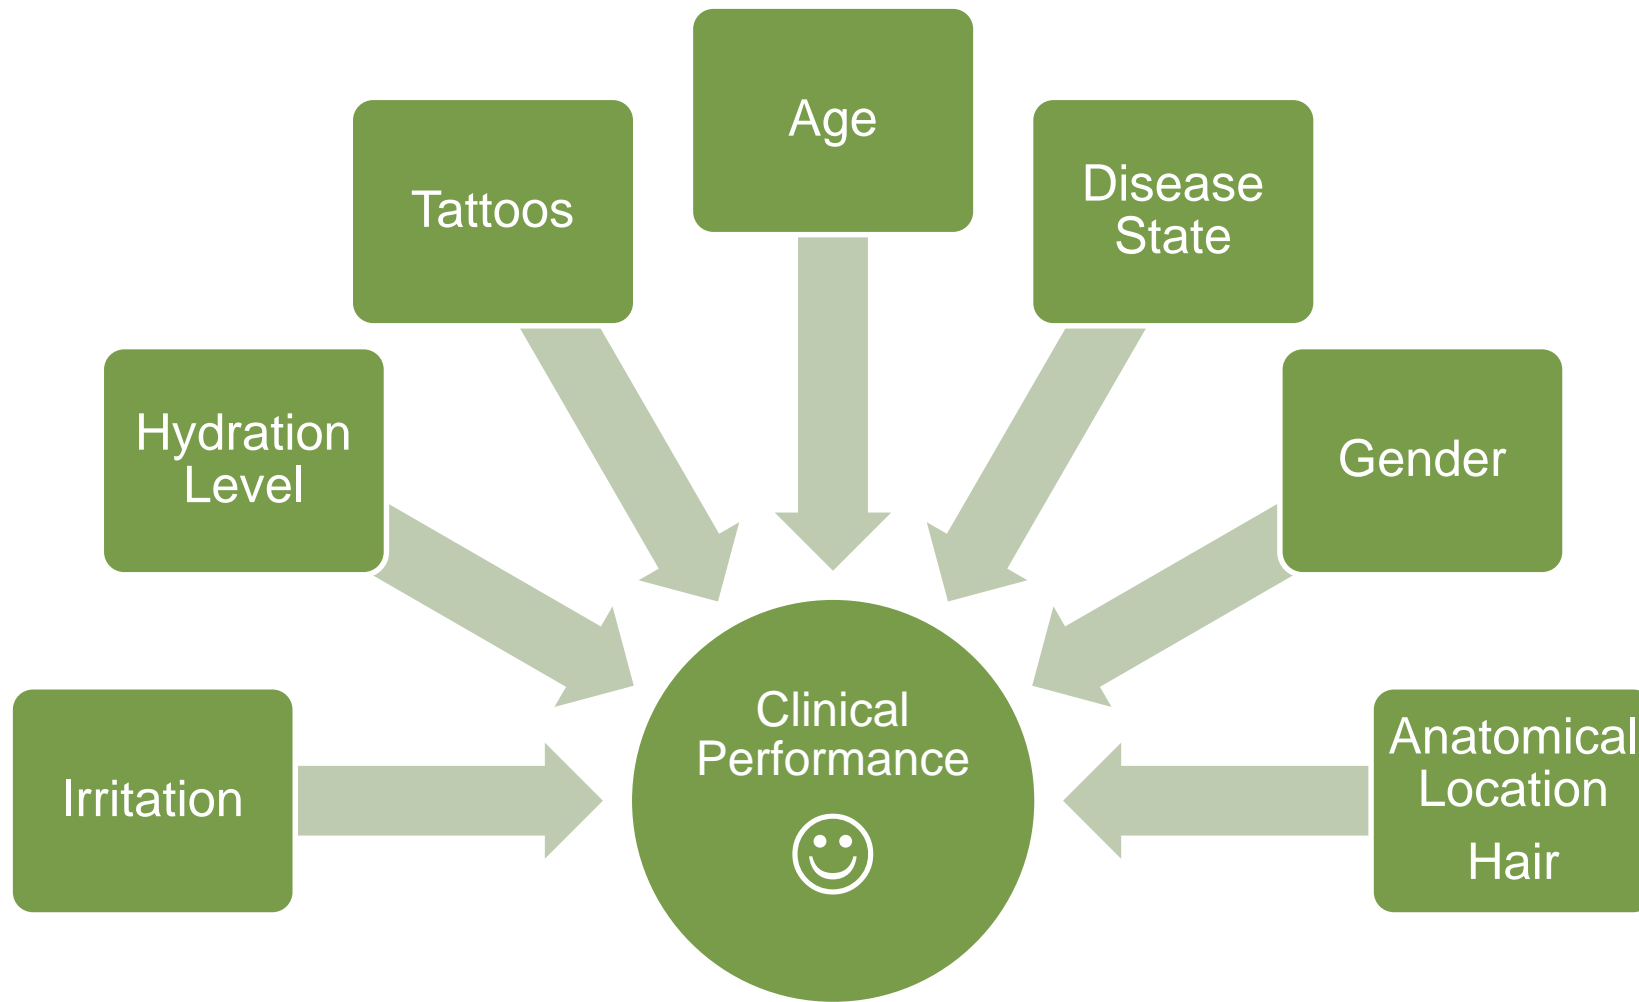 Age
Tattoos
Disease
State
Hydration
Level
Gender
Irritation
Clinical
Performance
Anatomical
Location
Hair